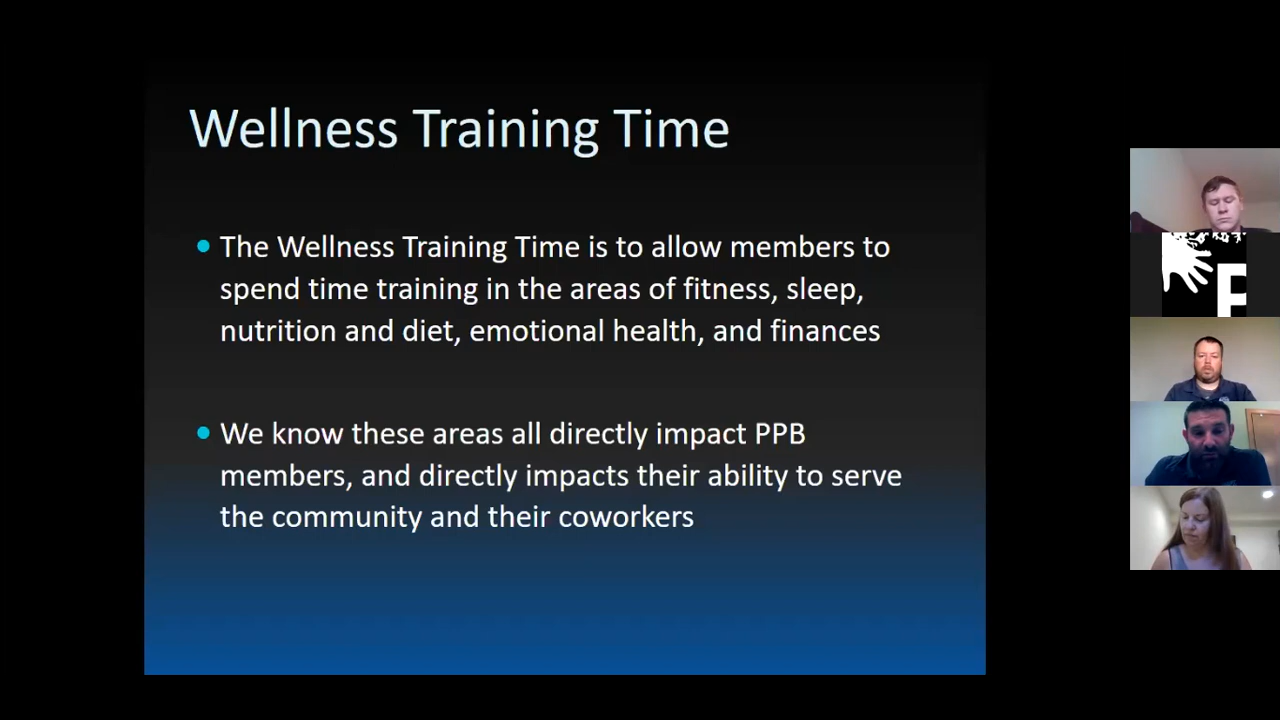 Wellness Training Time
The Wellness Training Time is to allow members to
spend time training in the areas of fitness, sleep,
nutrition and diet, emotional health, and finances
We know these areas all directly impact PPB
members, and directly impacts their ability to serve
the community and their coworkers